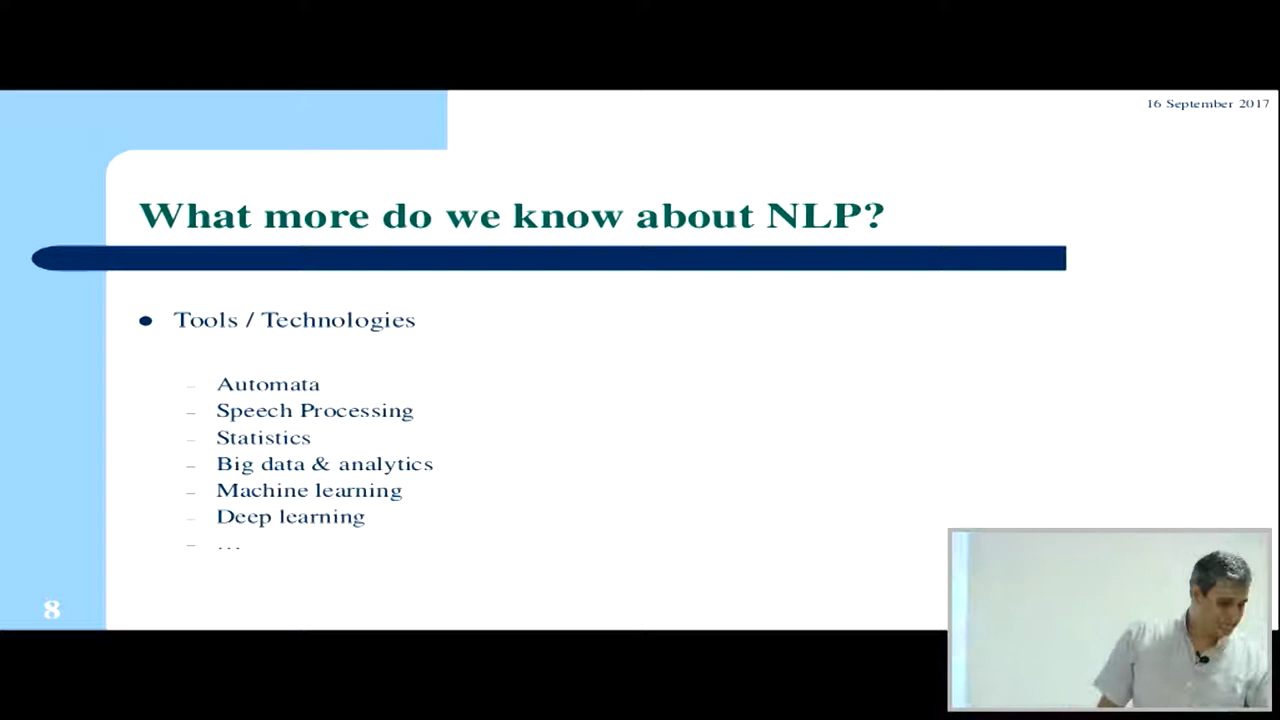 16 September 2017
What more do we know about NLP?
● Tools / Technologies
– Automata
– Speech Processing
– Statistics
– Big data & analytics
– Machine learning
– Deep learning
– ...
8